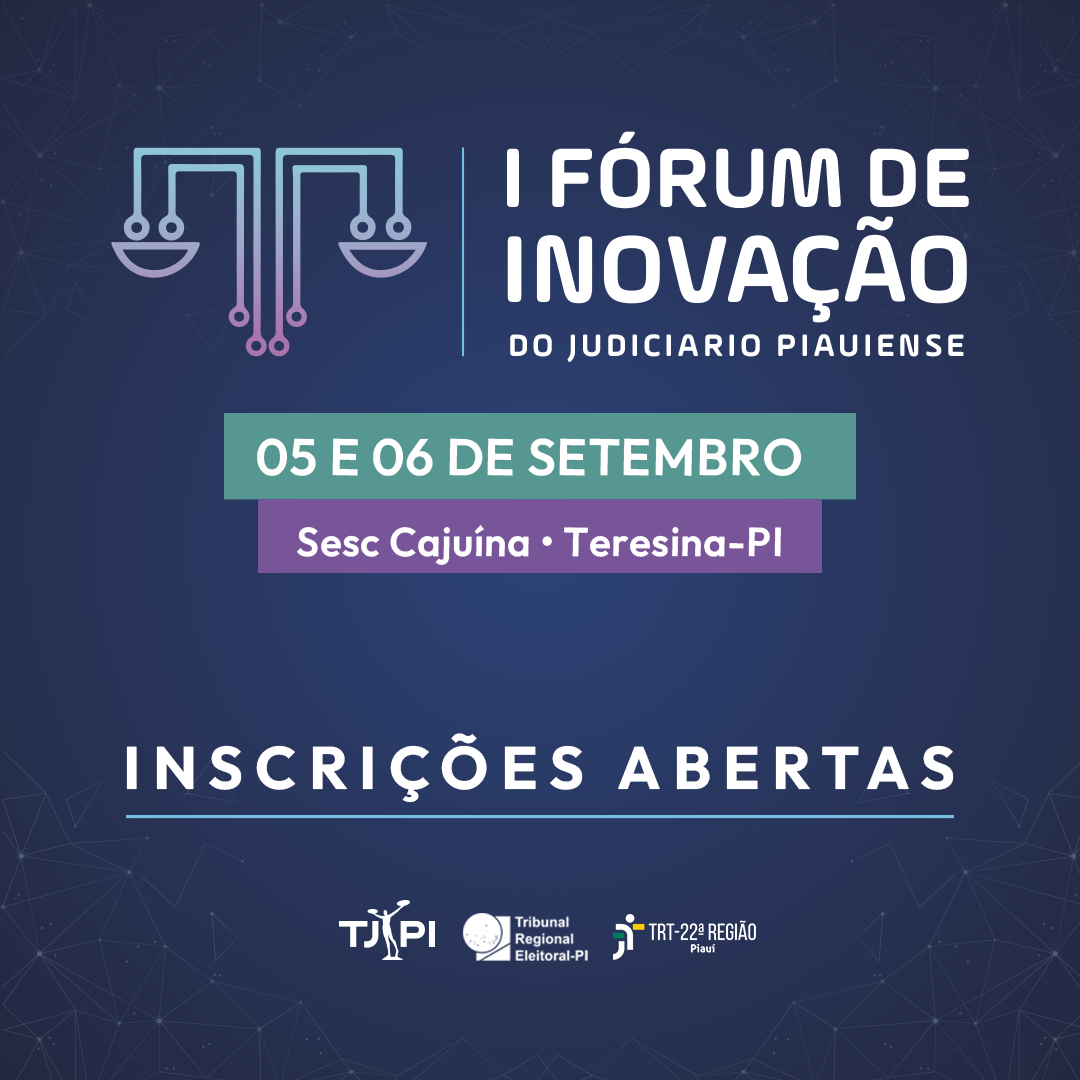 I FÓRUM DE
INOVAÇÃO
DO JUDICIARIO PIAUIENSE
05 E 06 DE SETEMBRO
Sesc Cajuína • Teresina-PI
INSCRIÇÕES ABERTAS
TJPI
Tribunal
Regional
Eleitoral-PI
TRT-22ª REGIÃO
Piauí